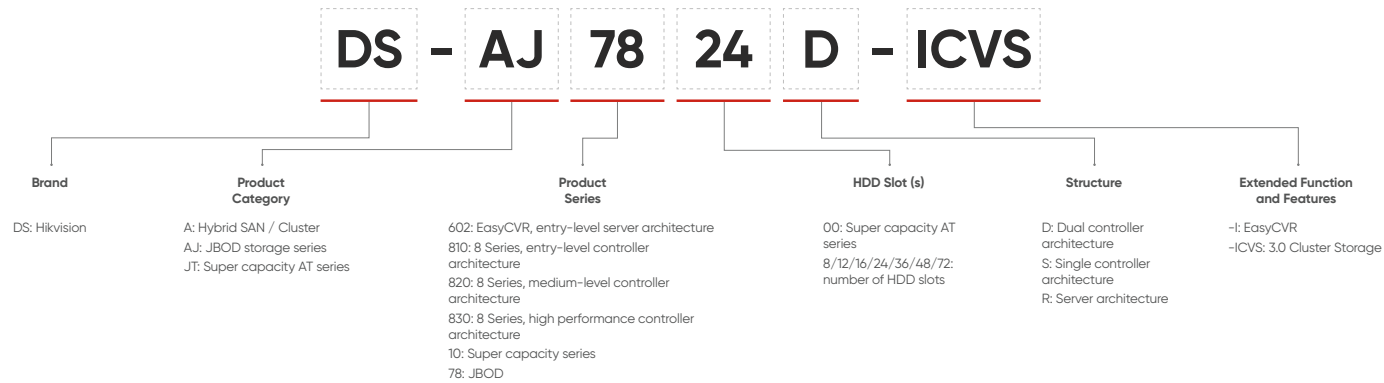 DS - AJ 78 24 D - ICVS
Brand
DS: Hikvision
Product
Category
A: Hybrid SAN / Cluster
AJ: JBOD storage series
JT: Super capacity AT series
Product
Series
602: EasyCVR, entry-level server architecture
810: 8 Series, entry-level controller
architecture
820: 8 Series, medium-level controller
architecture
830: 8 Series, high performance controller
architecture
10: Super capacity series
78: JBOD
HDD Slot (s)
00: Super capacity AT
series
8/12/16/24/36/48/72:
number of HDD slots
Structure
D: Dual controller
architecture
S: Single controller
architecture
R: Server architecture
Extended Function
and Features
-I: EasyCVR
-ICVS: 3.0 Cluster Storage